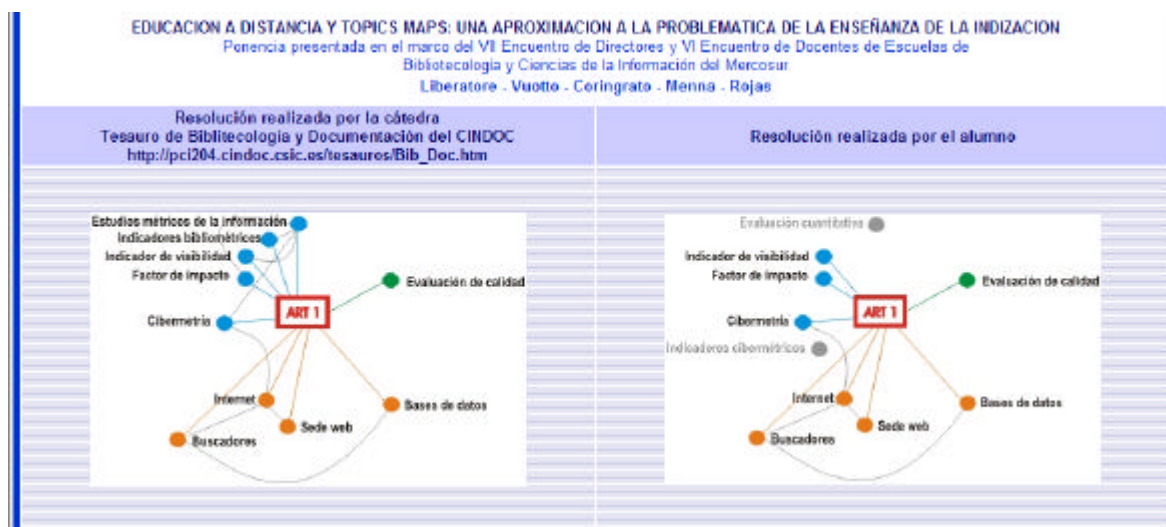 EDUCACION A DISTANCIA Y TOPICS MAPS: UNA APROXIMACION A LA PROBLEMATICA DE LA ENSEÑANZA DE LA INDIZACION
Ponencia presentada en el marco del VII Encuentro de Directores y VI Encuentro de Docentes de Escuelas de
Bibliotecología y Ciencias de la Información del Mercosur
Liberatore - Vuotto - Coringrato - Menna - Rojas
Resolución realizada por la cátedra
Tesauro de Bibliitecología y Documentación del CINDOC
http://pci204.cindoc.csic.es/tesauros/Bib_Doc.htm
Resolución realizada por el alumno
Estudios métricos de la información
Indicadores bibliométricos
Indicador de visibilidad
Factor de impacto
Evaluación de calidad
ART 1
Cibermetría
Internet
Bases de datos
Sede web
Buscadores
Evaluación cuantitativa
Indicador de visibilidad
Factor de impacto
Evaluación de calidad
ART 1
Cibermetría
Indicadores cibermétricos
Internet
Bases de datos
Sede web
Buscadores